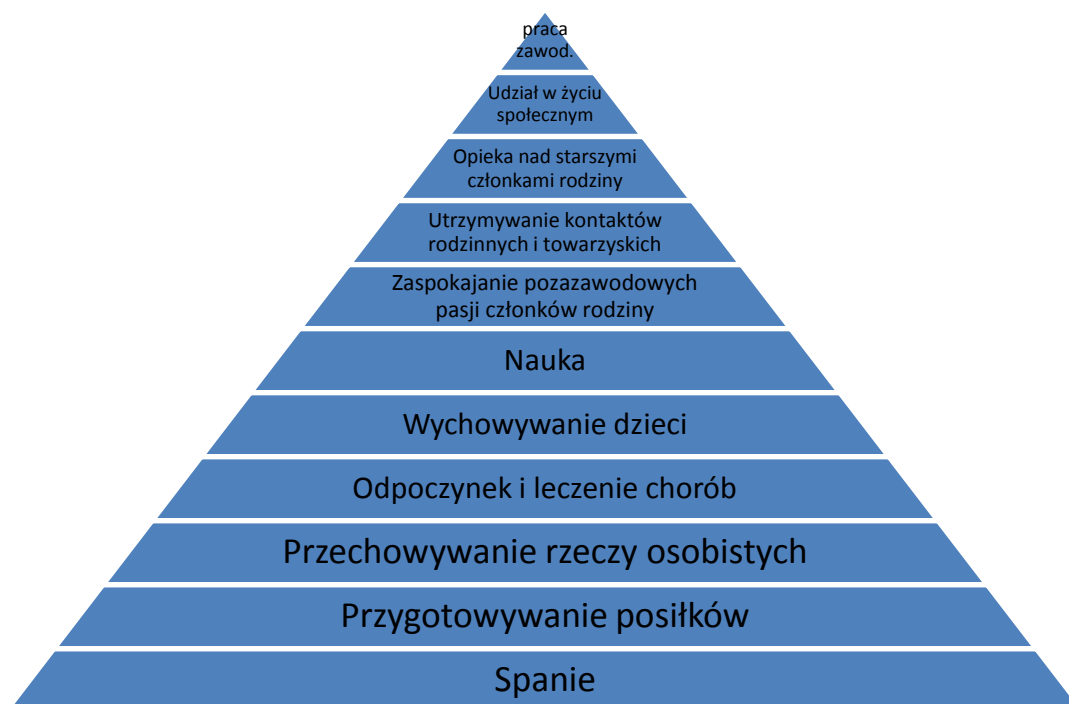 praca
zawod.
Udział w życiu
społecznym
Opieka nad starszymi
członkami rodziny
Utrzymywanie kontaktów
rodzinnych i towarzyskich
Zaspokajanie pozazawodowych
pasji członków rodziny
Nauka
Wychowywanie dzieci
Odpoczynek i leczenie chorób
Przechowywanie rzeczy osobistych
Przygotowywanie posiłków
Spanie